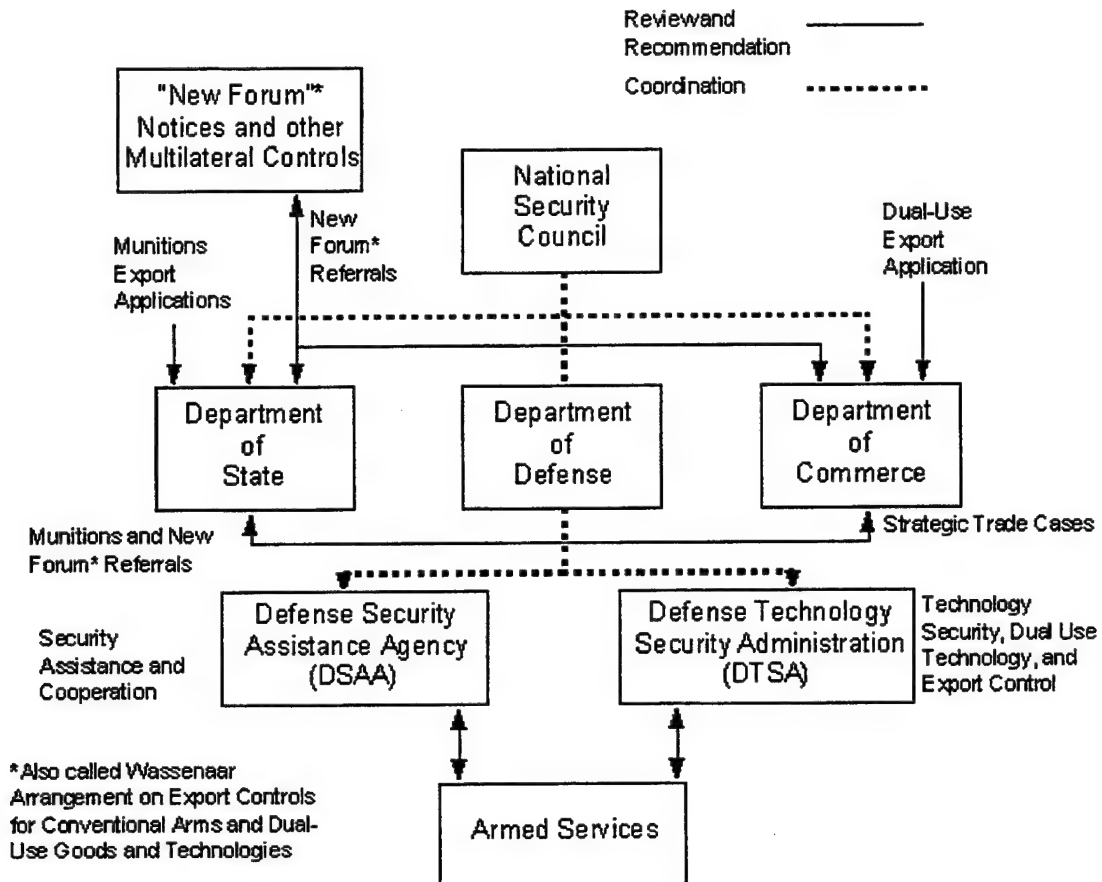 Reviewand
Recommendation
Coordination
"New Forum"*
Notices and other
Multilateral Controls
National
Security
Council
New
Forum*
Referrals
Munitions
Export
Applications
Dual-Use
Export
Application
Department
of
State
Department
of
Defense
Department
of
Commerce
Munitions and New
Forum* Referrals
Strategic Trade Cases
Security
Assistance and
Cooperation
Defense Security
Assistance Agency
(DSAA)
Defense Technology
Security Administration
(DTSA)
Technology
Security, Dual Use
Technology, and
Export Control
*Also called Wassenaar
Arrangement on Export Controls
for Conventional Arms and Dual-
Use Goods and Technologies
Armed Services